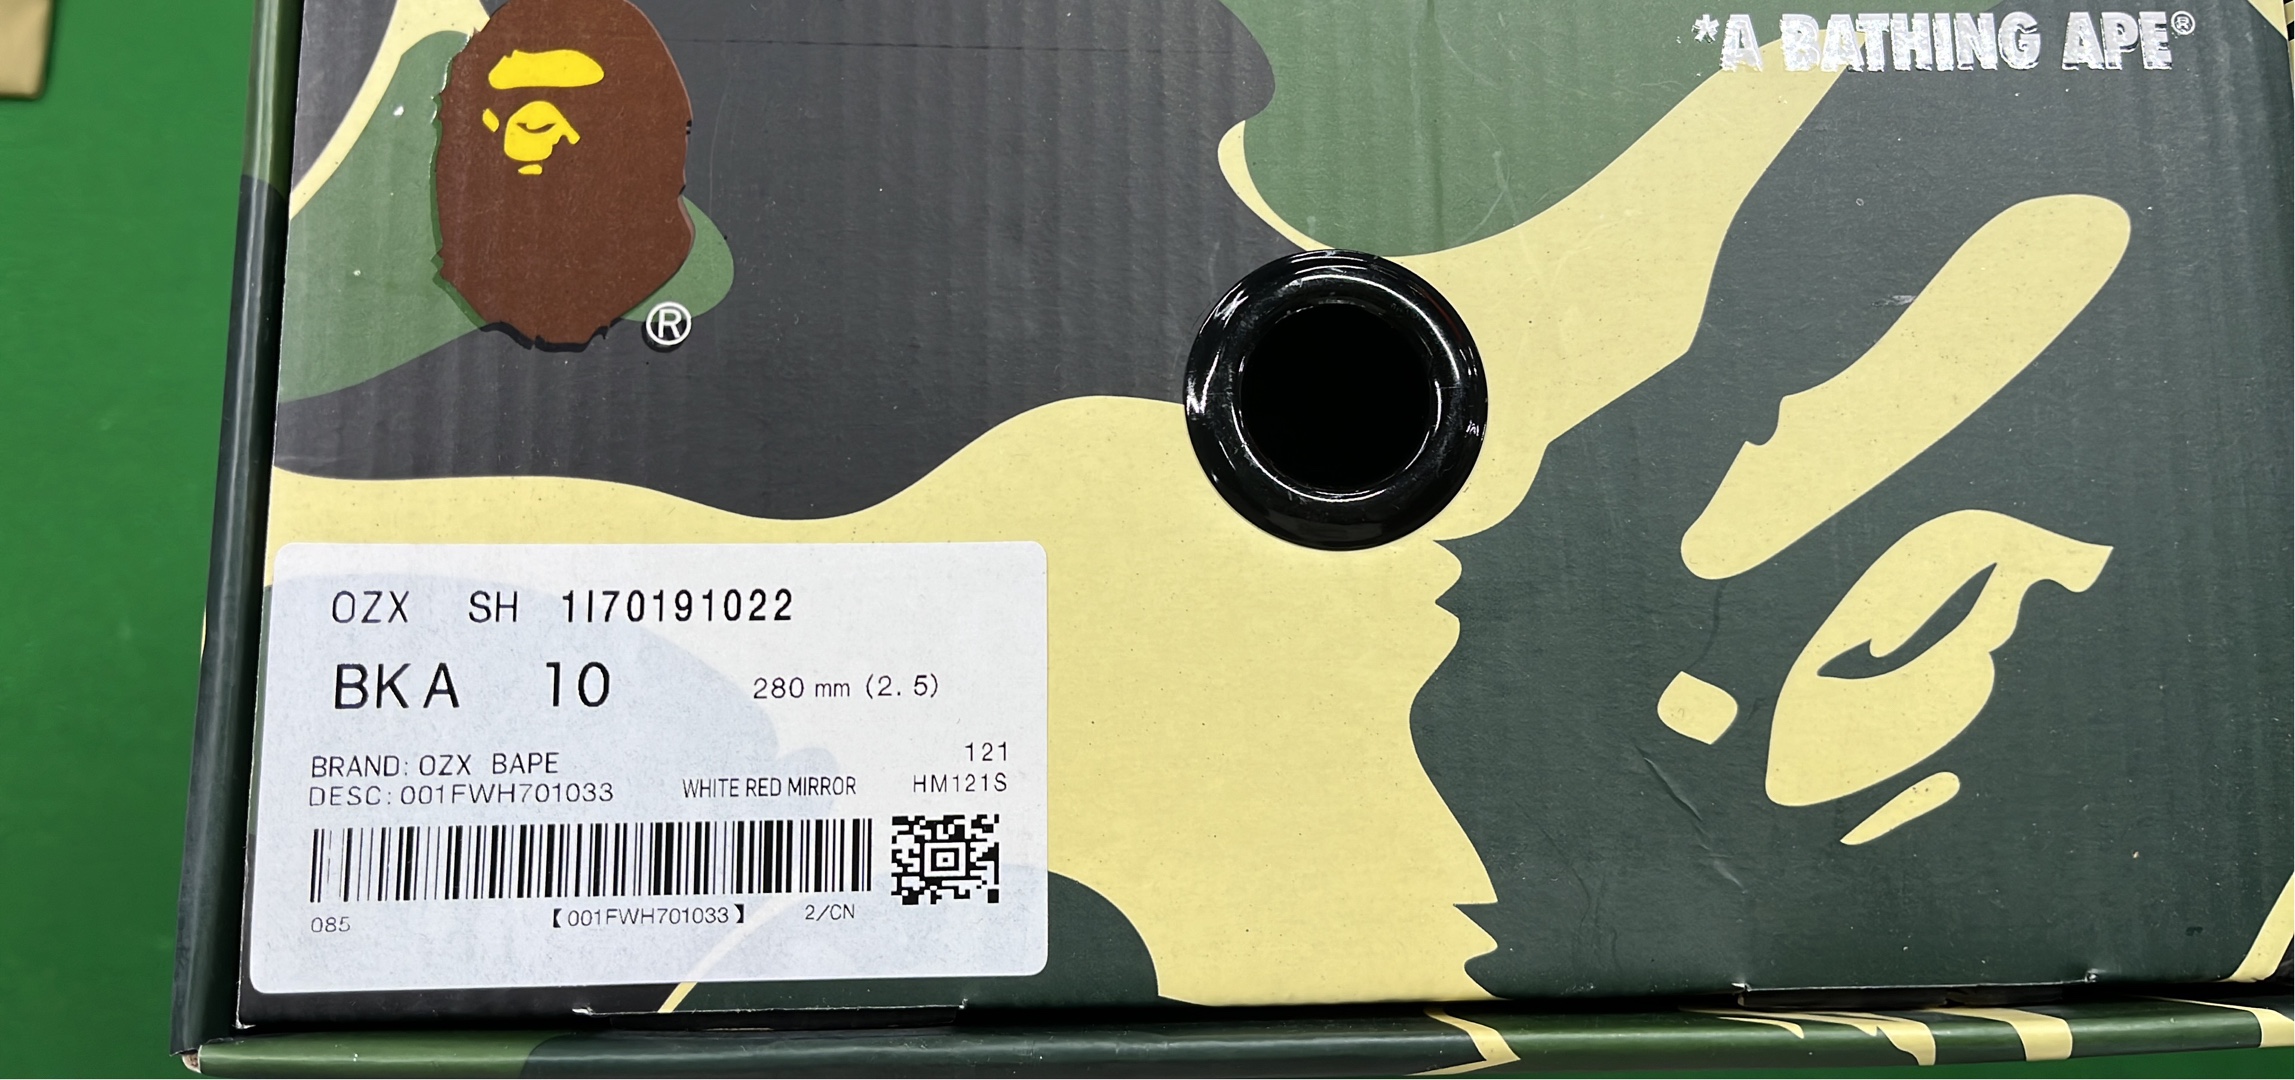 *A BATHING APE®
®
OZX SH 1I70191022
BKA 10 280 mm (2. 5)
BRAND: OZX BAPE 121
DESC: 001FWH701033 WHITE RED MIRROR HM121S
085 【001FWH701033】 2/CN